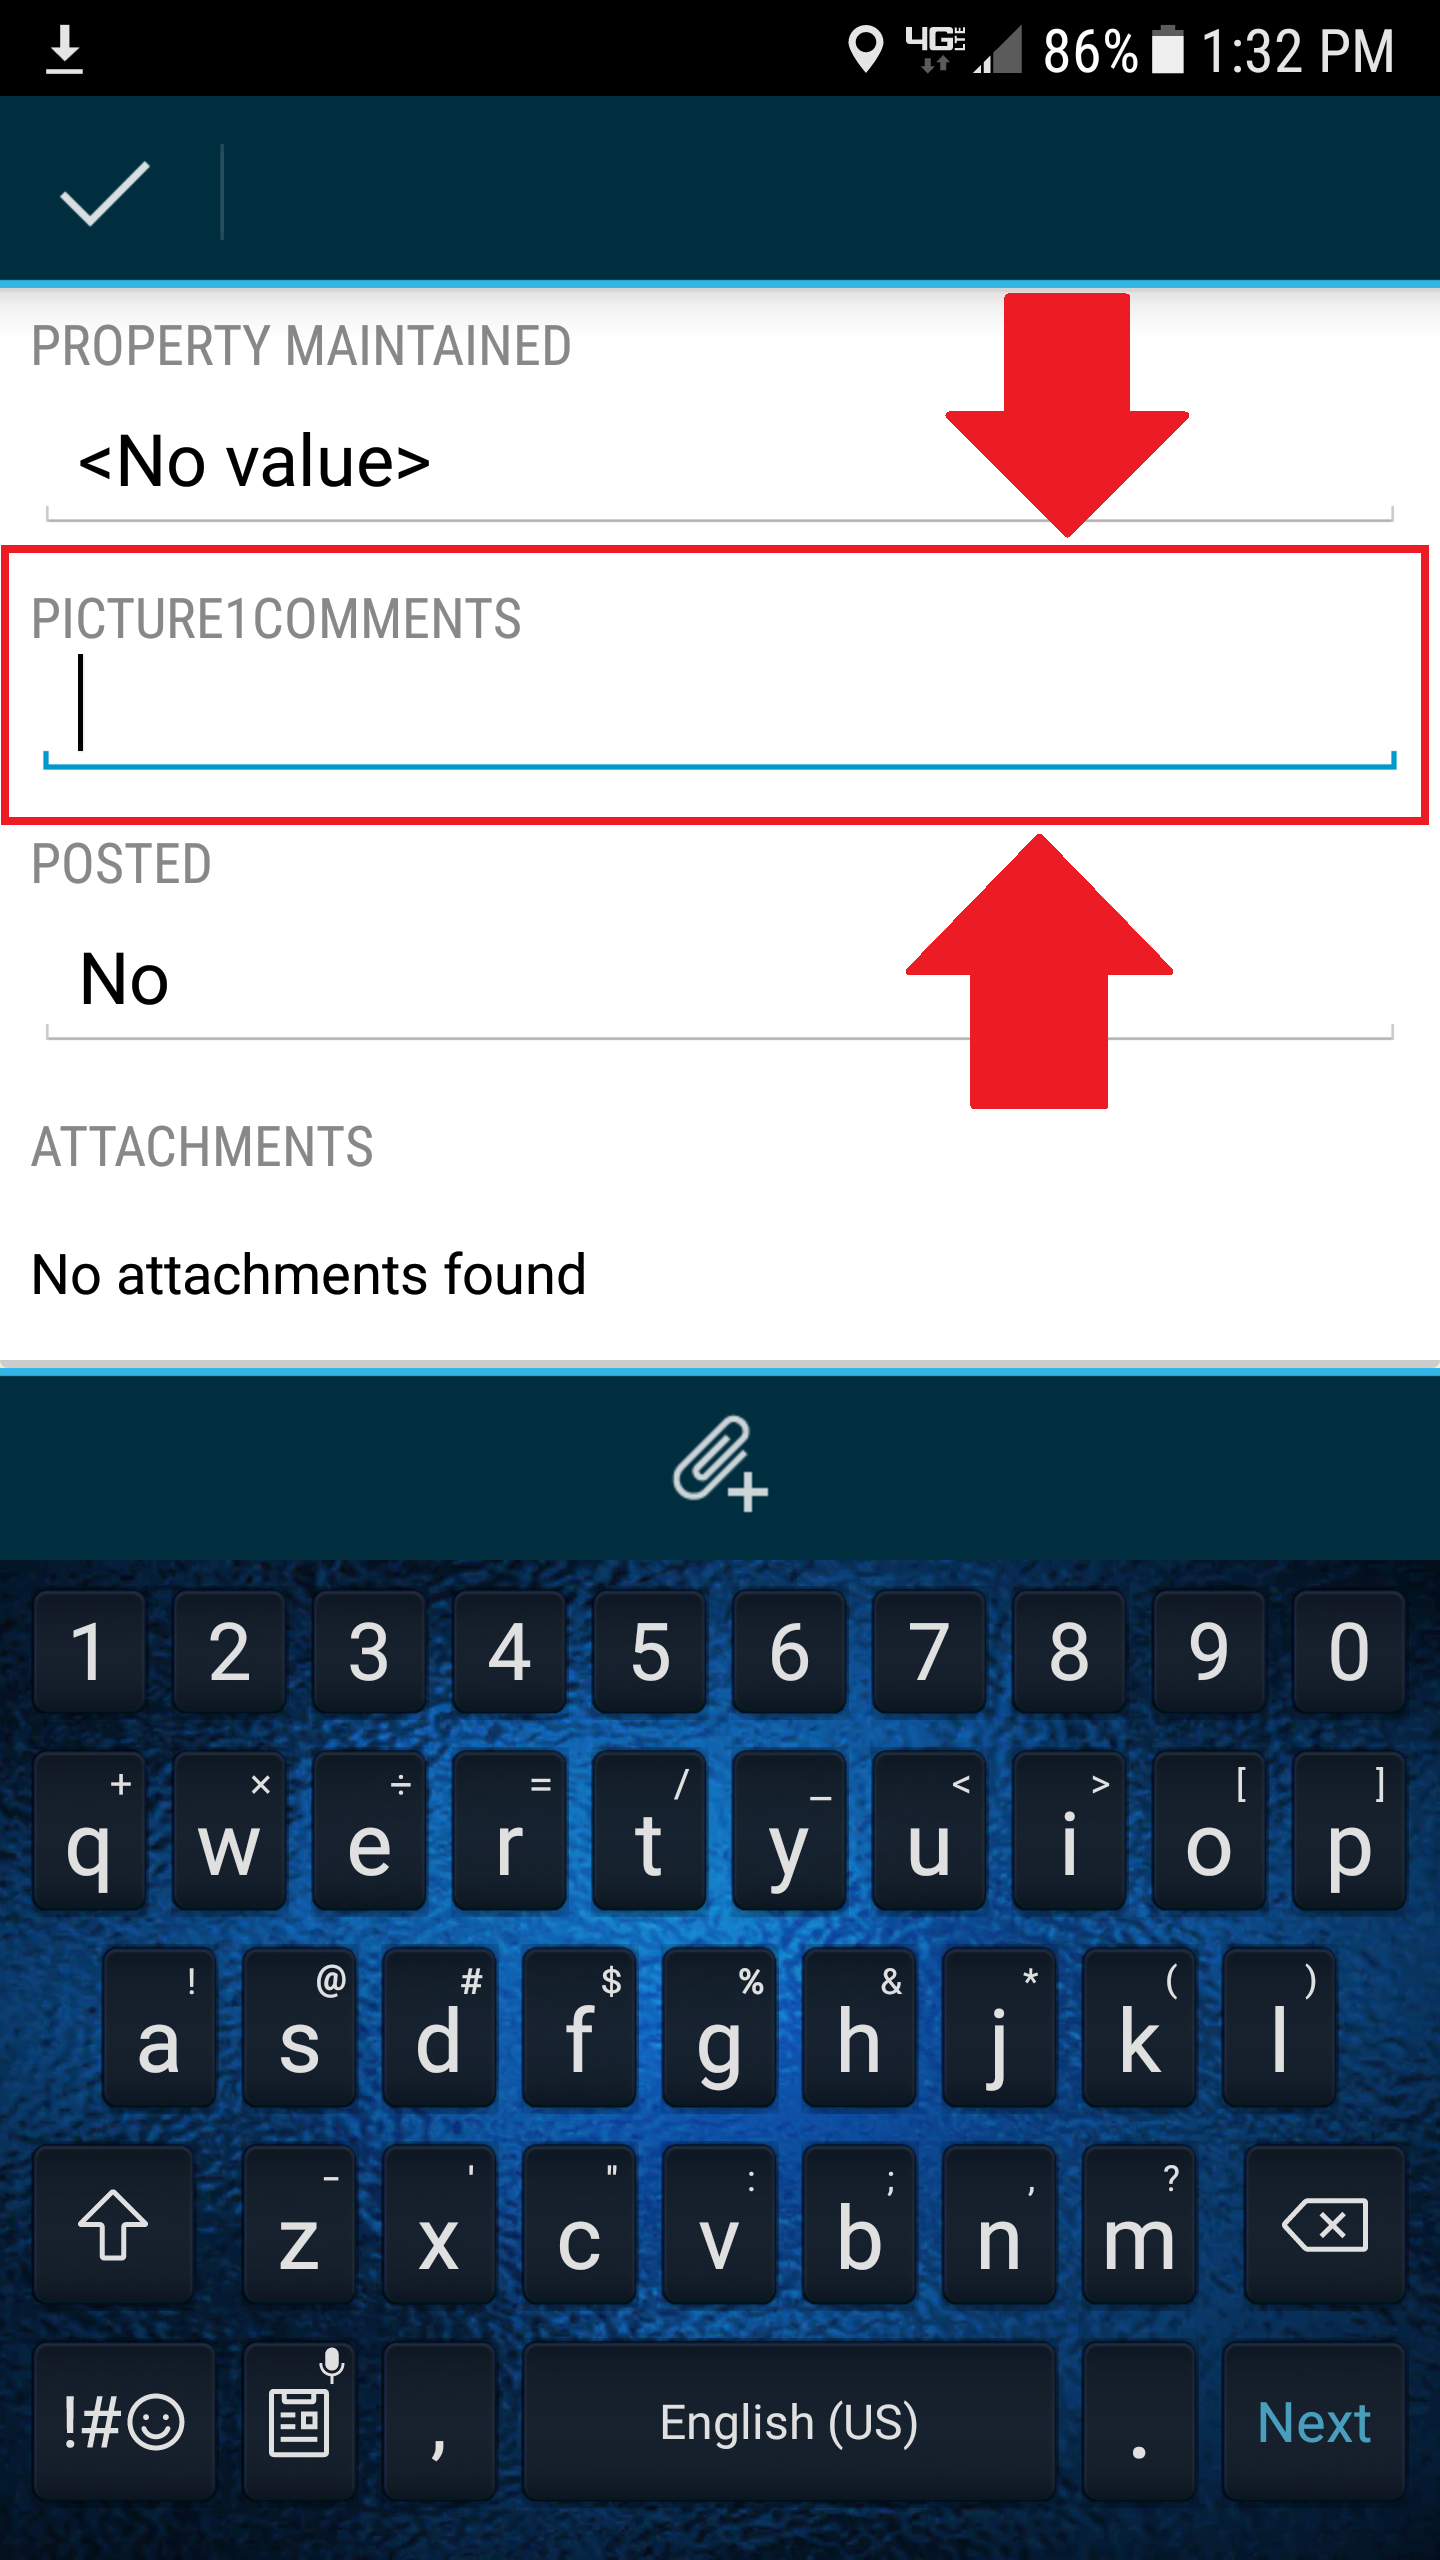 4G LTE 86% 1:32 PM
PROPERTY MAINTAINED
<No value>
PICTURE1COMMENTS
POSTED
No
ATTACHMENTS
No attachments found
1 2 3 4 5 6 7 8 9 0
+ × ÷ = / _ < > [ ]
q w e r t y u i o p
! @ # $ % & * ( )
a s d f g h j k l
- ' " : ; , ?
z x c v b n m
!#☺ , English (US) . Next